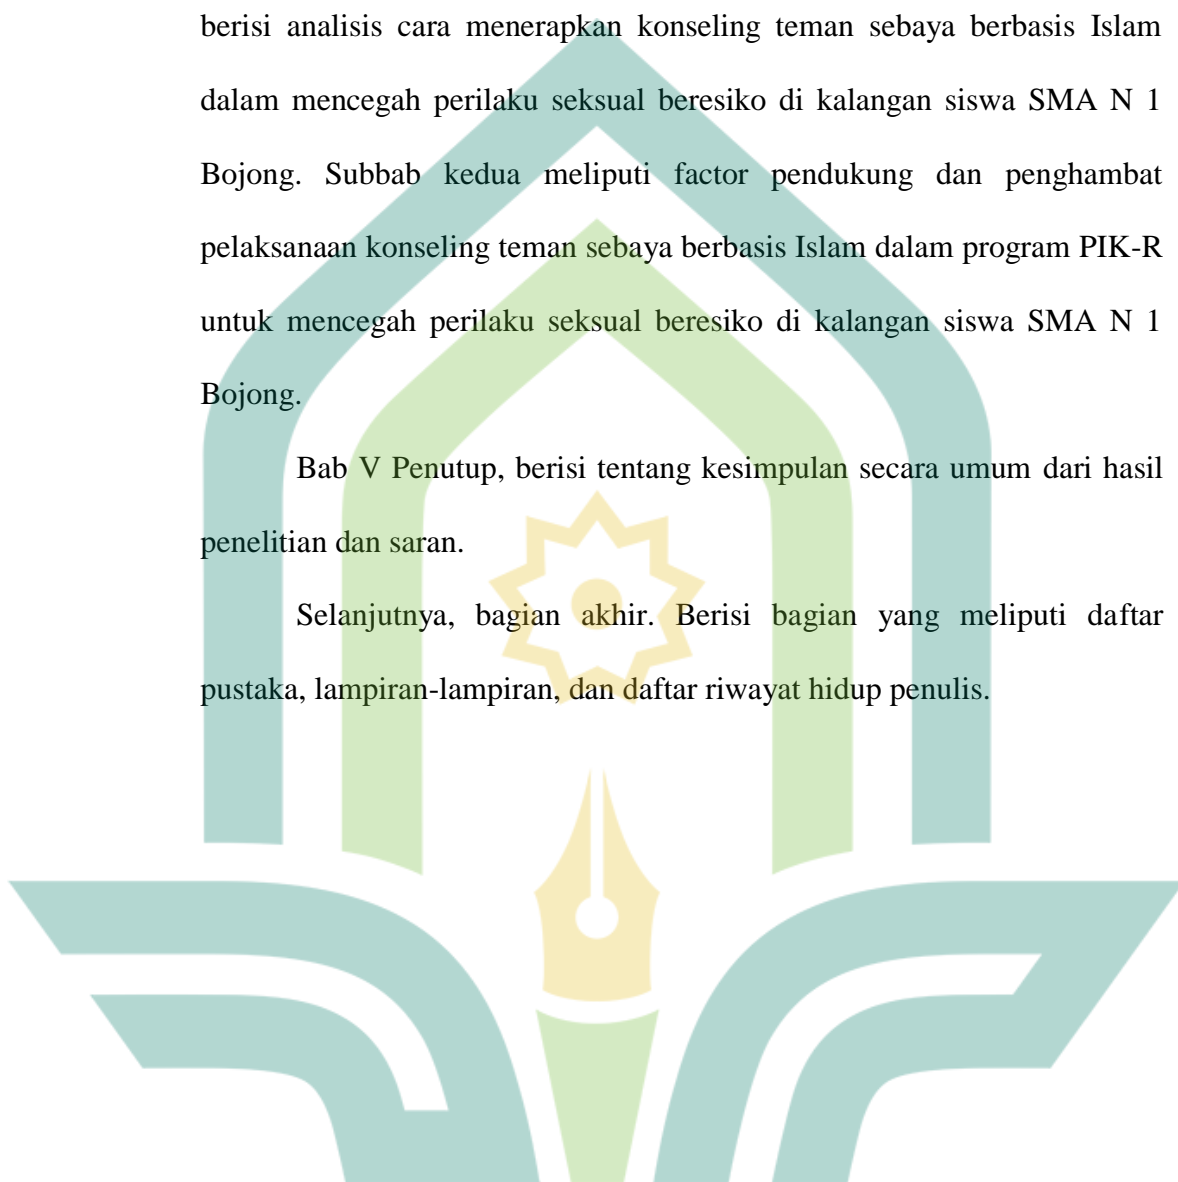 berisi analisis cara menerapkan konseling teman sebaya berbasis Islam
dalam mencegah perilaku seksual beresiko di kalangan siswa SMA N 1
Bojong. Subbab kedua meliputi factor pendukung dan penghambat
pelaksanaan konseling teman sebaya berbasis Islam dalam program PIK-R
untuk mencegah perilaku seksual beresiko di kalangan siswa SMA N 1
Bojong.
Bab V Penutup, berisi tentang kesimpulan secara umum dari hasil
penelitian dan saran.
Selanjutnya, bagian akhir. Berisi bagian yang meliputi daftar
pustaka, lampiran-lampiran, dan daftar riwayat hidup penulis.